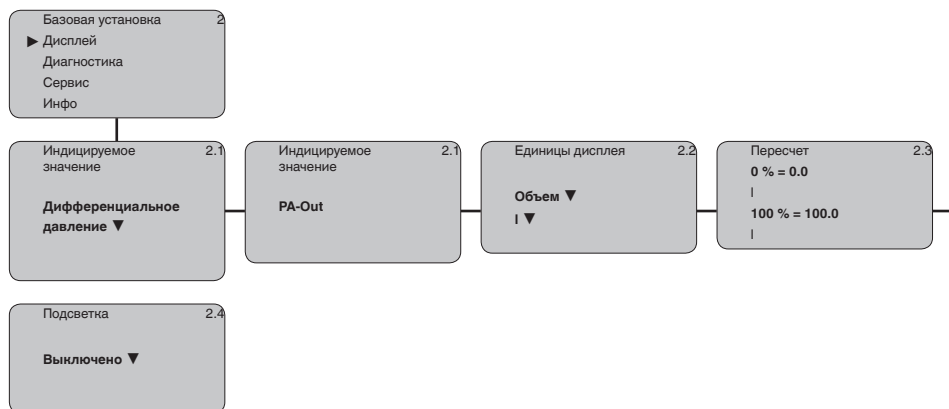 Базовая установка 2
▶ Дисплей
Диагностика
Сервис
Инфо
Индицируемое 2.1
значение
Дифференциальное
давление ▼
Индицируемое 2.1
значение
PA-Out
Единицы дисплея 2.2
Объем ▼
l ▼
Пересчет 2.3
0 % = 0.0
l
100 % = 100.0
l
Подсветка 2.4
Выключено ▼